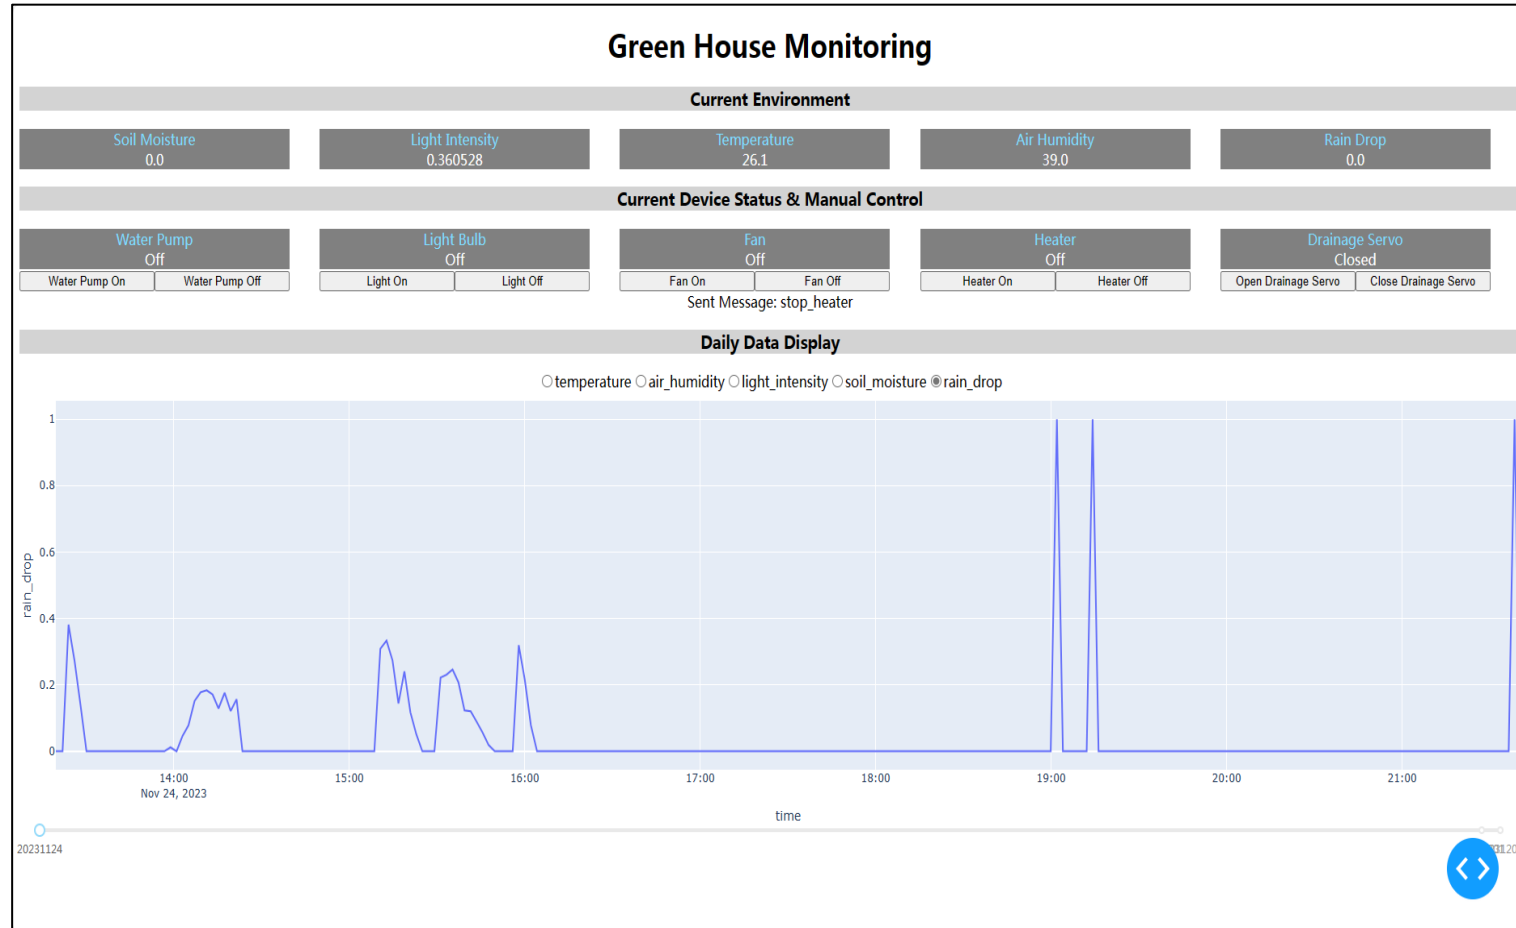 Green House Monitoring
Current Environment
Soil Moisture Light Intensity Temperature Air Humidity Rain Drop
0.0 0.360528 26.1 39.0 0.0
Current Device Status & Manual Control
Water Pump Light Bulb Fan Heater Drainage Servo
Off Off Off Off Closed
Water Pump On Water Pump Off Light On Light Off Fan On Fan Off Heater On Heater Off Open Drainage Servo Close Drainage Servo
Sent Message: stop_heater
Daily Data Display
temperature air_humidity light_intensity soil_moisture rain_drop
1
0.8
0.6
rain_drop
0.4
0.2
0
14:00 15:00 16:00 17:00 18:00 19:00 20:00 21:00
Nov 24, 2023
time
20231124